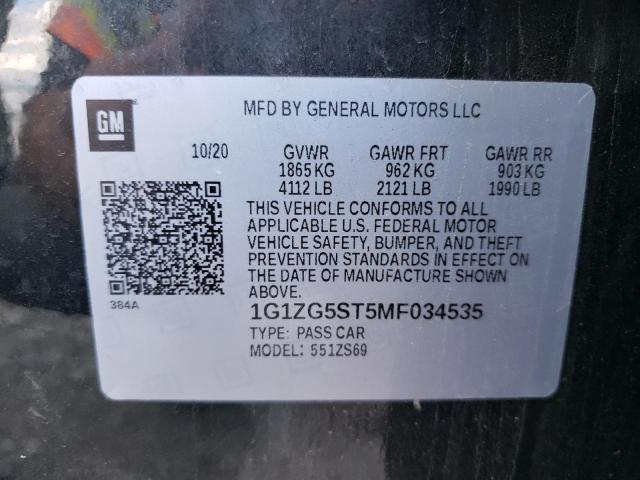 GM
MFD BY GENERAL MOTORS LLC
10/20 GVWR GAWR FRT GAWR RR
1865 KG 962 KG 903 KG
4112 LB 2121 LB 1990 LB
THIS VEHICLE CONFORMS TO ALL
APPLICABLE U.S. FEDERAL MOTOR
VEHICLE SAFETY, BUMPER, AND THEFT
PREVENTION STANDARDS IN EFFECT ON
THE DATE OF MANUFACTURE SHOWN
ABOVE.
384A
1G1ZG5ST5MF034535
TYPE: PASS CAR
MODEL: 551ZS69